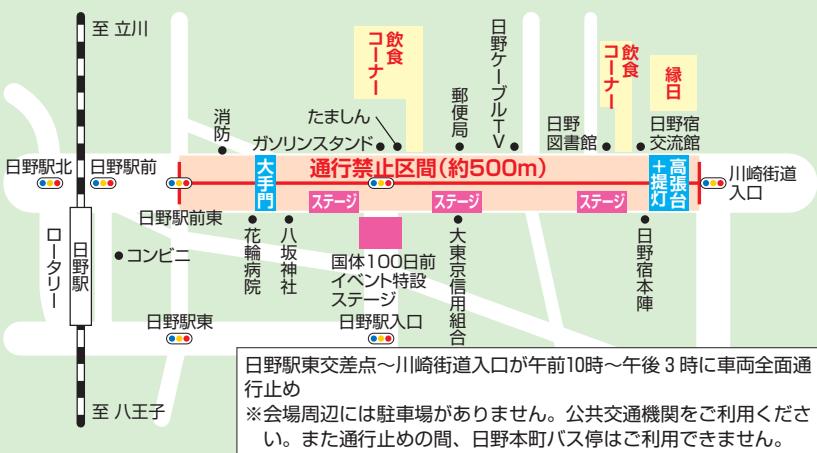 至 立川
飲食
コーナー
日野ケーブルTV
飲食
コーナー
縁日
消防
たましん
ガソリンスタンド
郵便局
日野
図書館
日野宿
交流館
日野駅北
日野駅前
大手門
通行禁止区間(約500m)
高張台
+提灯
川崎街道
入口
ステージ
ステージ
ステージ
日野駅前東
ロータリー
日野駅
コンビニ
花輪病院
八坂神社
国体100日前
イベント特設
ステージ
大東京信用組合
日野宿本陣
日野駅東
日野駅入口
至 八王子
日野駅東交差点~川崎街道入口が午前10時~午後3時に車両全面通
行止め
※会場周辺には駐車場がありません。公共交通機関をご利用くださ
い。また通行止めの間、日野本町バス停はご利用できません。